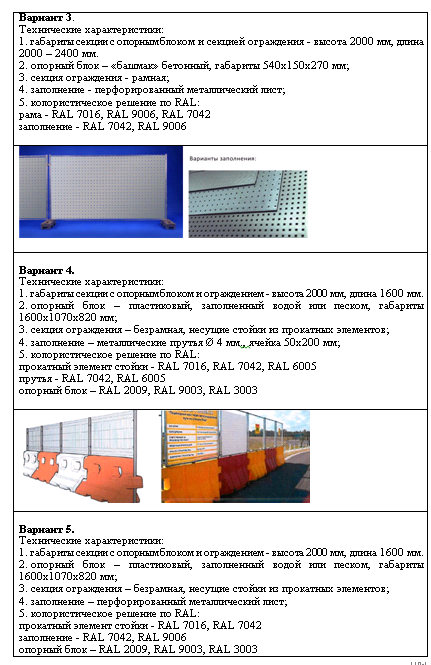 Вариант 3.
Технические характеристики:
1. габариты секции с опорным блоком и секцией ограждения - высота 2000 мм, длина
2000 – 2400 мм.
2. опорный блок – «башмак» бетонный, габариты 540х150х270 мм;
3. секция ограждения - рамная;
4. заполнение - перфорированный металлический лист;
5. колористическое решение по RAL:
рама - RAL 7016, RAL 9006, RAL 7042
заполнение - RAL 7042, RAL 9006
Варианты заполнения:
Вариант 4.
Технические характеристики:
1. габариты секции с опорным блоком и ограждением - высота 2000 мм, длина 1600 мм.
2. опорный блок – пластиковый, заполненный водой или песком, габариты
1600х1070х820 мм;
3. секция ограждения – безрамная, несущие стойки из прокатных элементов;
4. заполнение – металлические прутья Ø 4 мм, ячейка 50х200 мм;
5. колористическое решение по RAL:
прокатный элемент стойки - RAL 7016, RAL 7042, RAL 6005
прутья - RAL 7042, RAL 6005
опорный блок – RAL 2009, RAL 9003, RAL 3003
Вариант 5.
Технические характеристики:
1. габариты секции с опорным блоком и ограждением - высота 2000 мм, длина 1600 мм.
2. опорный блок – пластиковый, заполненный водой или песком, габариты
1600х1070х820 мм;
3. секция ограждения – безрамная, несущие стойки из прокатных элементов;
4. заполнение – перфорированный металлический лист;
5. колористическое решение по RAL:
прокатный элемент стойки - RAL 7016, RAL 7042
заполнение - RAL 7042, RAL 9006
опорный блок – RAL 2009, RAL 9003, RAL 3003